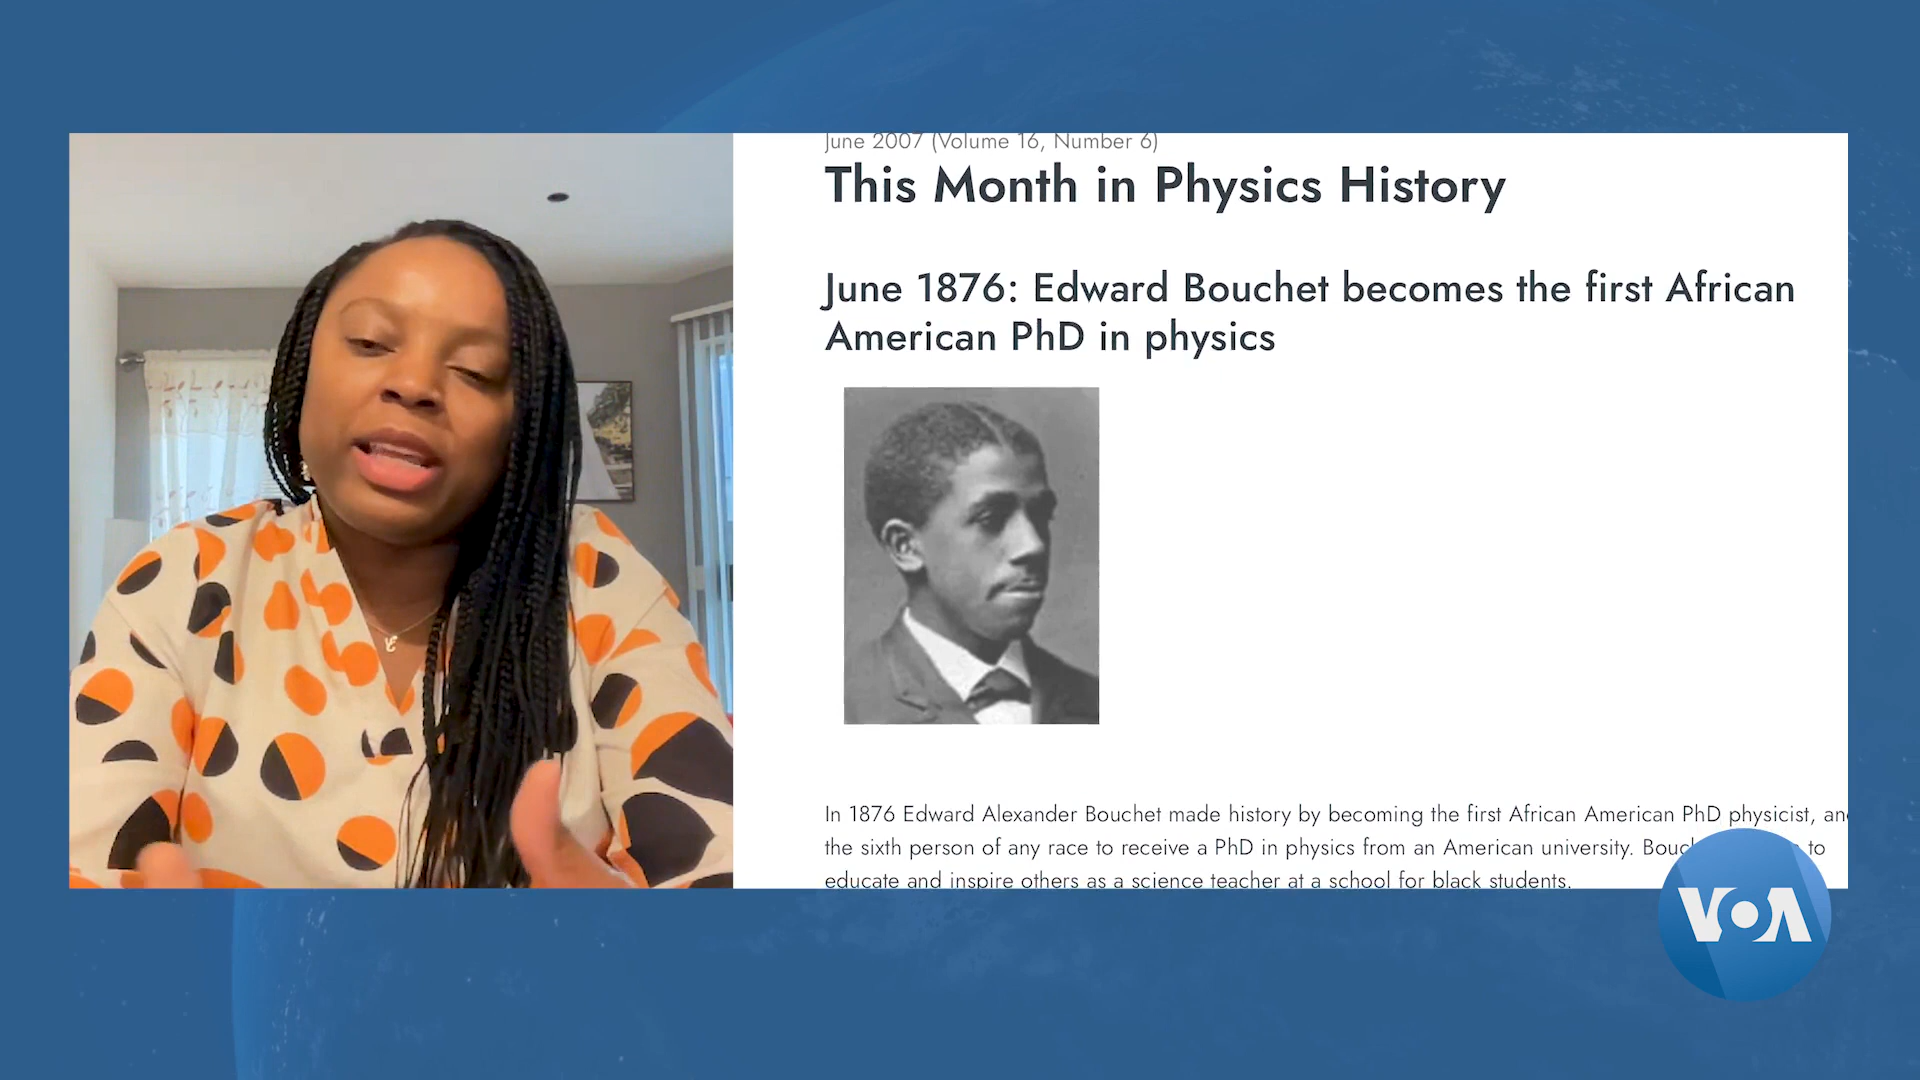 June 2007 (Volume 16, Number 6)
This Month in Physics History
June 1876: Edward Bouchet becomes the first African
American PhD in physics
In 1876 Edward Alexander Bouchet made history by becoming the first African American PhD physicist,
the sixth person of any race to receive a PhD in physics from an American university. to
educate and inspire others as a science teacher at a school for black students.
VOA